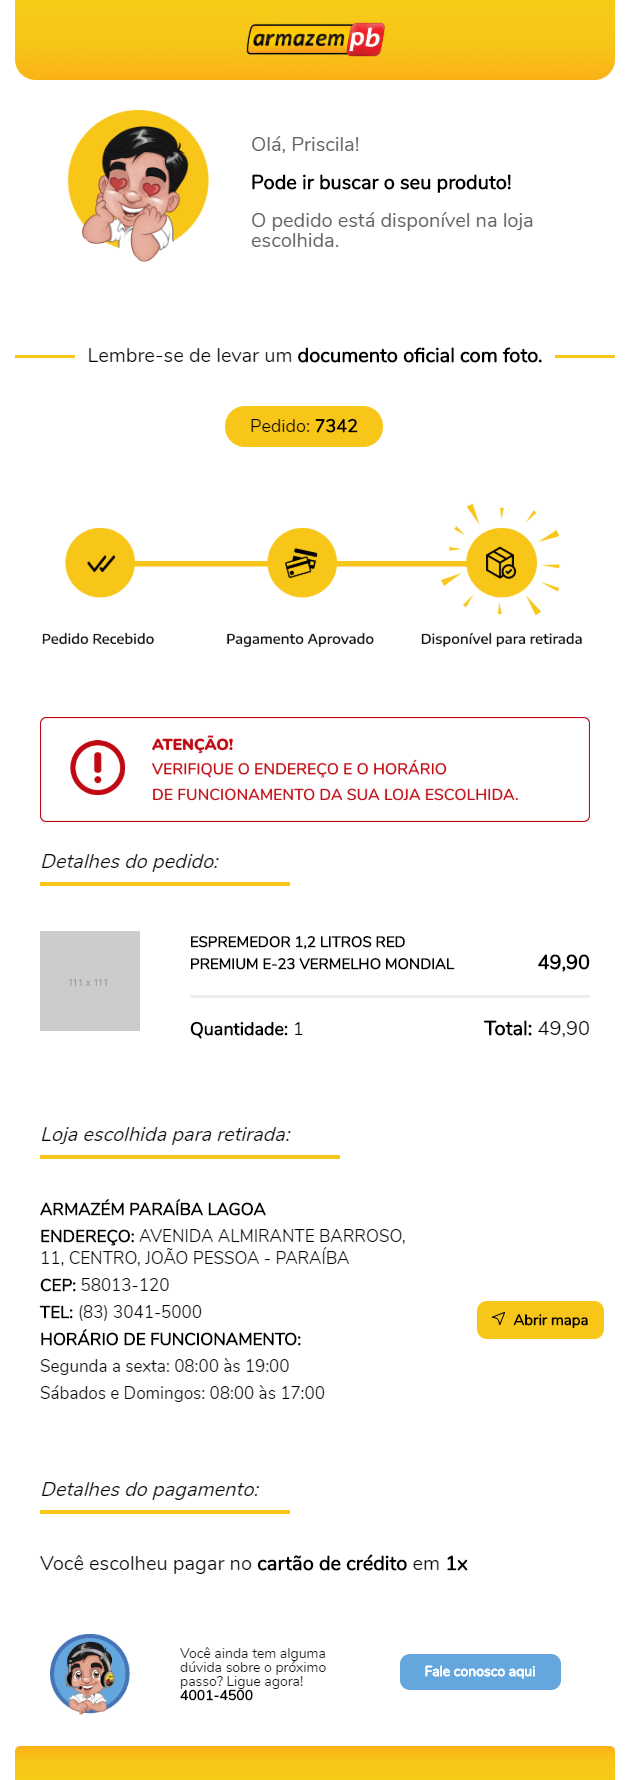 armazem pb
Olá, Priscila!
Pode ir buscar o seu produto!
O pedido está disponível na loja
escolhida.
Lembre-se de levar um documento oficial com foto.
Pedido: 7342
Pedido Recebido
Pagamento Aprovado
Disponível para retirada
ATENÇÃO!
VERIFIQUE O ENDEREÇO E O HORÁRIO
DE FUNCIONAMENTO DA SUA LOJA ESCOLHIDA.
Detalhes do pedido:
111 x 111
ESPREMEDOR 1,2 LITROS RED
PREMIUM E-23 VERMELHO MONDIAL
49,90
Quantidade: 1
Total: 49,90
Loja escolhida para retirada:
ARMAZÉM PARAÍBA LAGOA
ENDEREÇO: AVENIDA ALMIRANTE BARROSO,
11, CENTRO, JOÃO PESSOA - PARAÍBA
CEP: 58013-120
TEL: (83) 3041-5000
HORÁRIO DE FUNCIONAMENTO:
Segunda a sexta: 08:00 às 19:00
Sábados e Domingos: 08:00 às 17:00
Abrir mapa
Detalhes do pagamento:
Você escolheu pagar no cartão de crédito em 1x
Você ainda tem alguma
dúvida sobre o próximo
passo? Ligue agora!
4001-4500
Fale conosco aqui